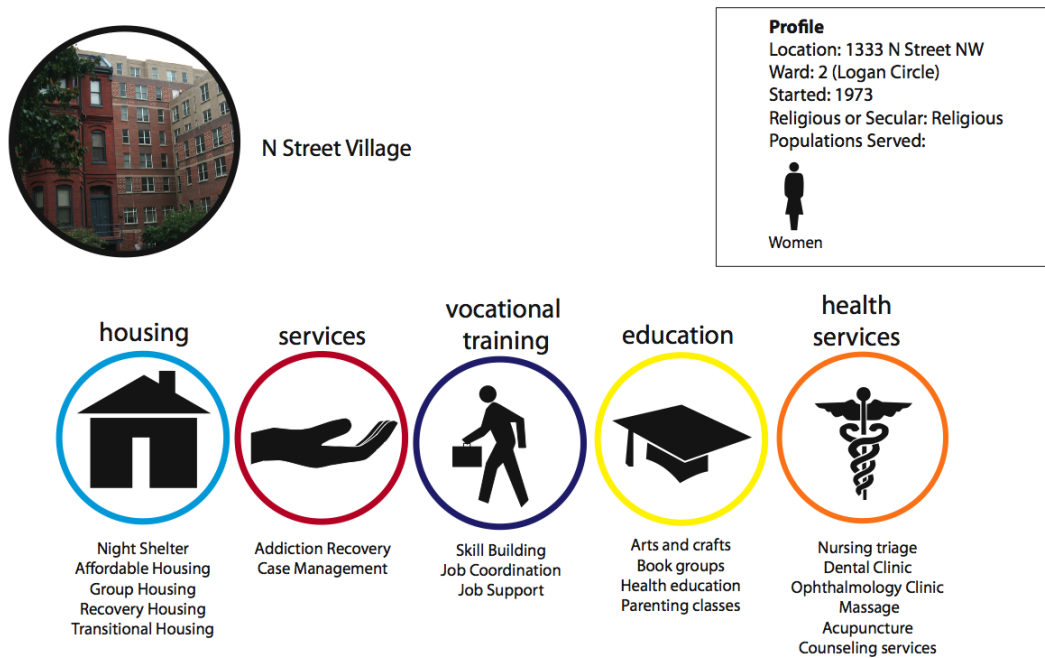 N Street Village
Profile
Location: 1333 N Street NW
Ward: 2 (Logan Circle)
Started: 1973
Religious or Secular: Religious
Populations Served:
Women
housing
Night Shelter
Affordable Housing
Group Housing
Recovery Housing
Transitional Housing
services
Addiction Recovery
Case Management
vocational
training
Skill Building
Job Coordination
Job Support
education
Arts and crafts
Book groups
Health education
Parenting classes
health
services
Nursing triage
Dental Clinic
Ophthalmology Clinic
Massage
Acupuncture
Counseling services